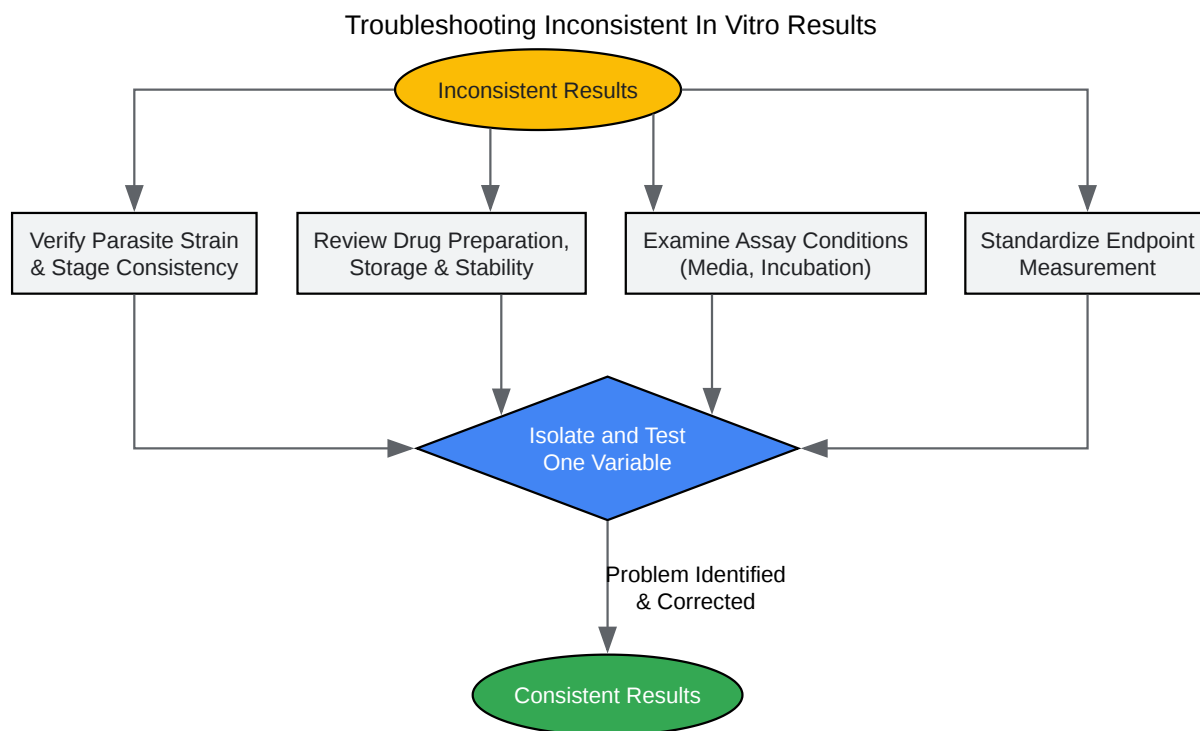 Troubleshooting Inconsistent In Vitro Results
Inconsistent Results
Verify Parasite Strain
& Stage Consistency
Review Drug Preparation,
Storage & Stability
Examine Assay Conditions
(Media, Incubation)
Standardize Endpoint
Measurement
Isolate and Test
One Variable
Problem Identified
& Corrected
Consistent Results